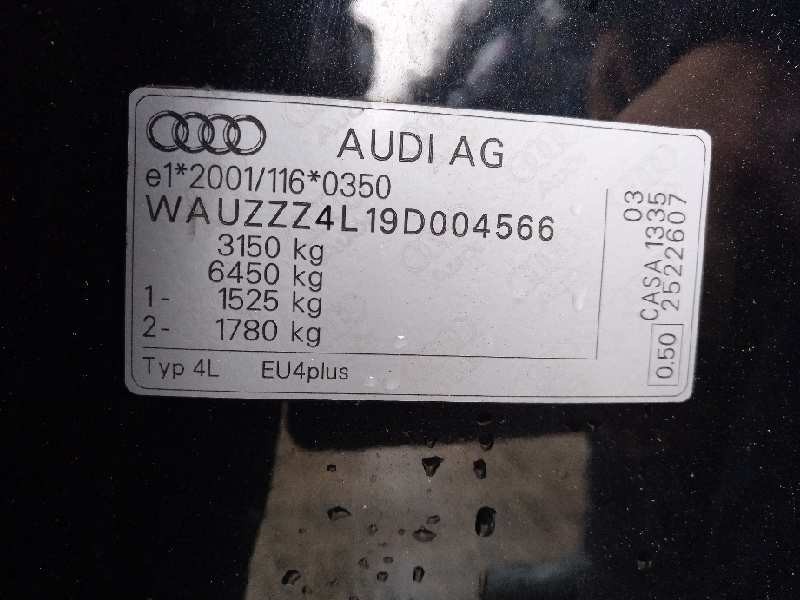 AUDI AG
e1*2001/116*0350
WAUZZZ4L19D004566
3150 kg
6450 kg
1- 1525 kg
2- 1780 kg
Typ 4L EU4plus
03
CASA 1335
2522607
0.50